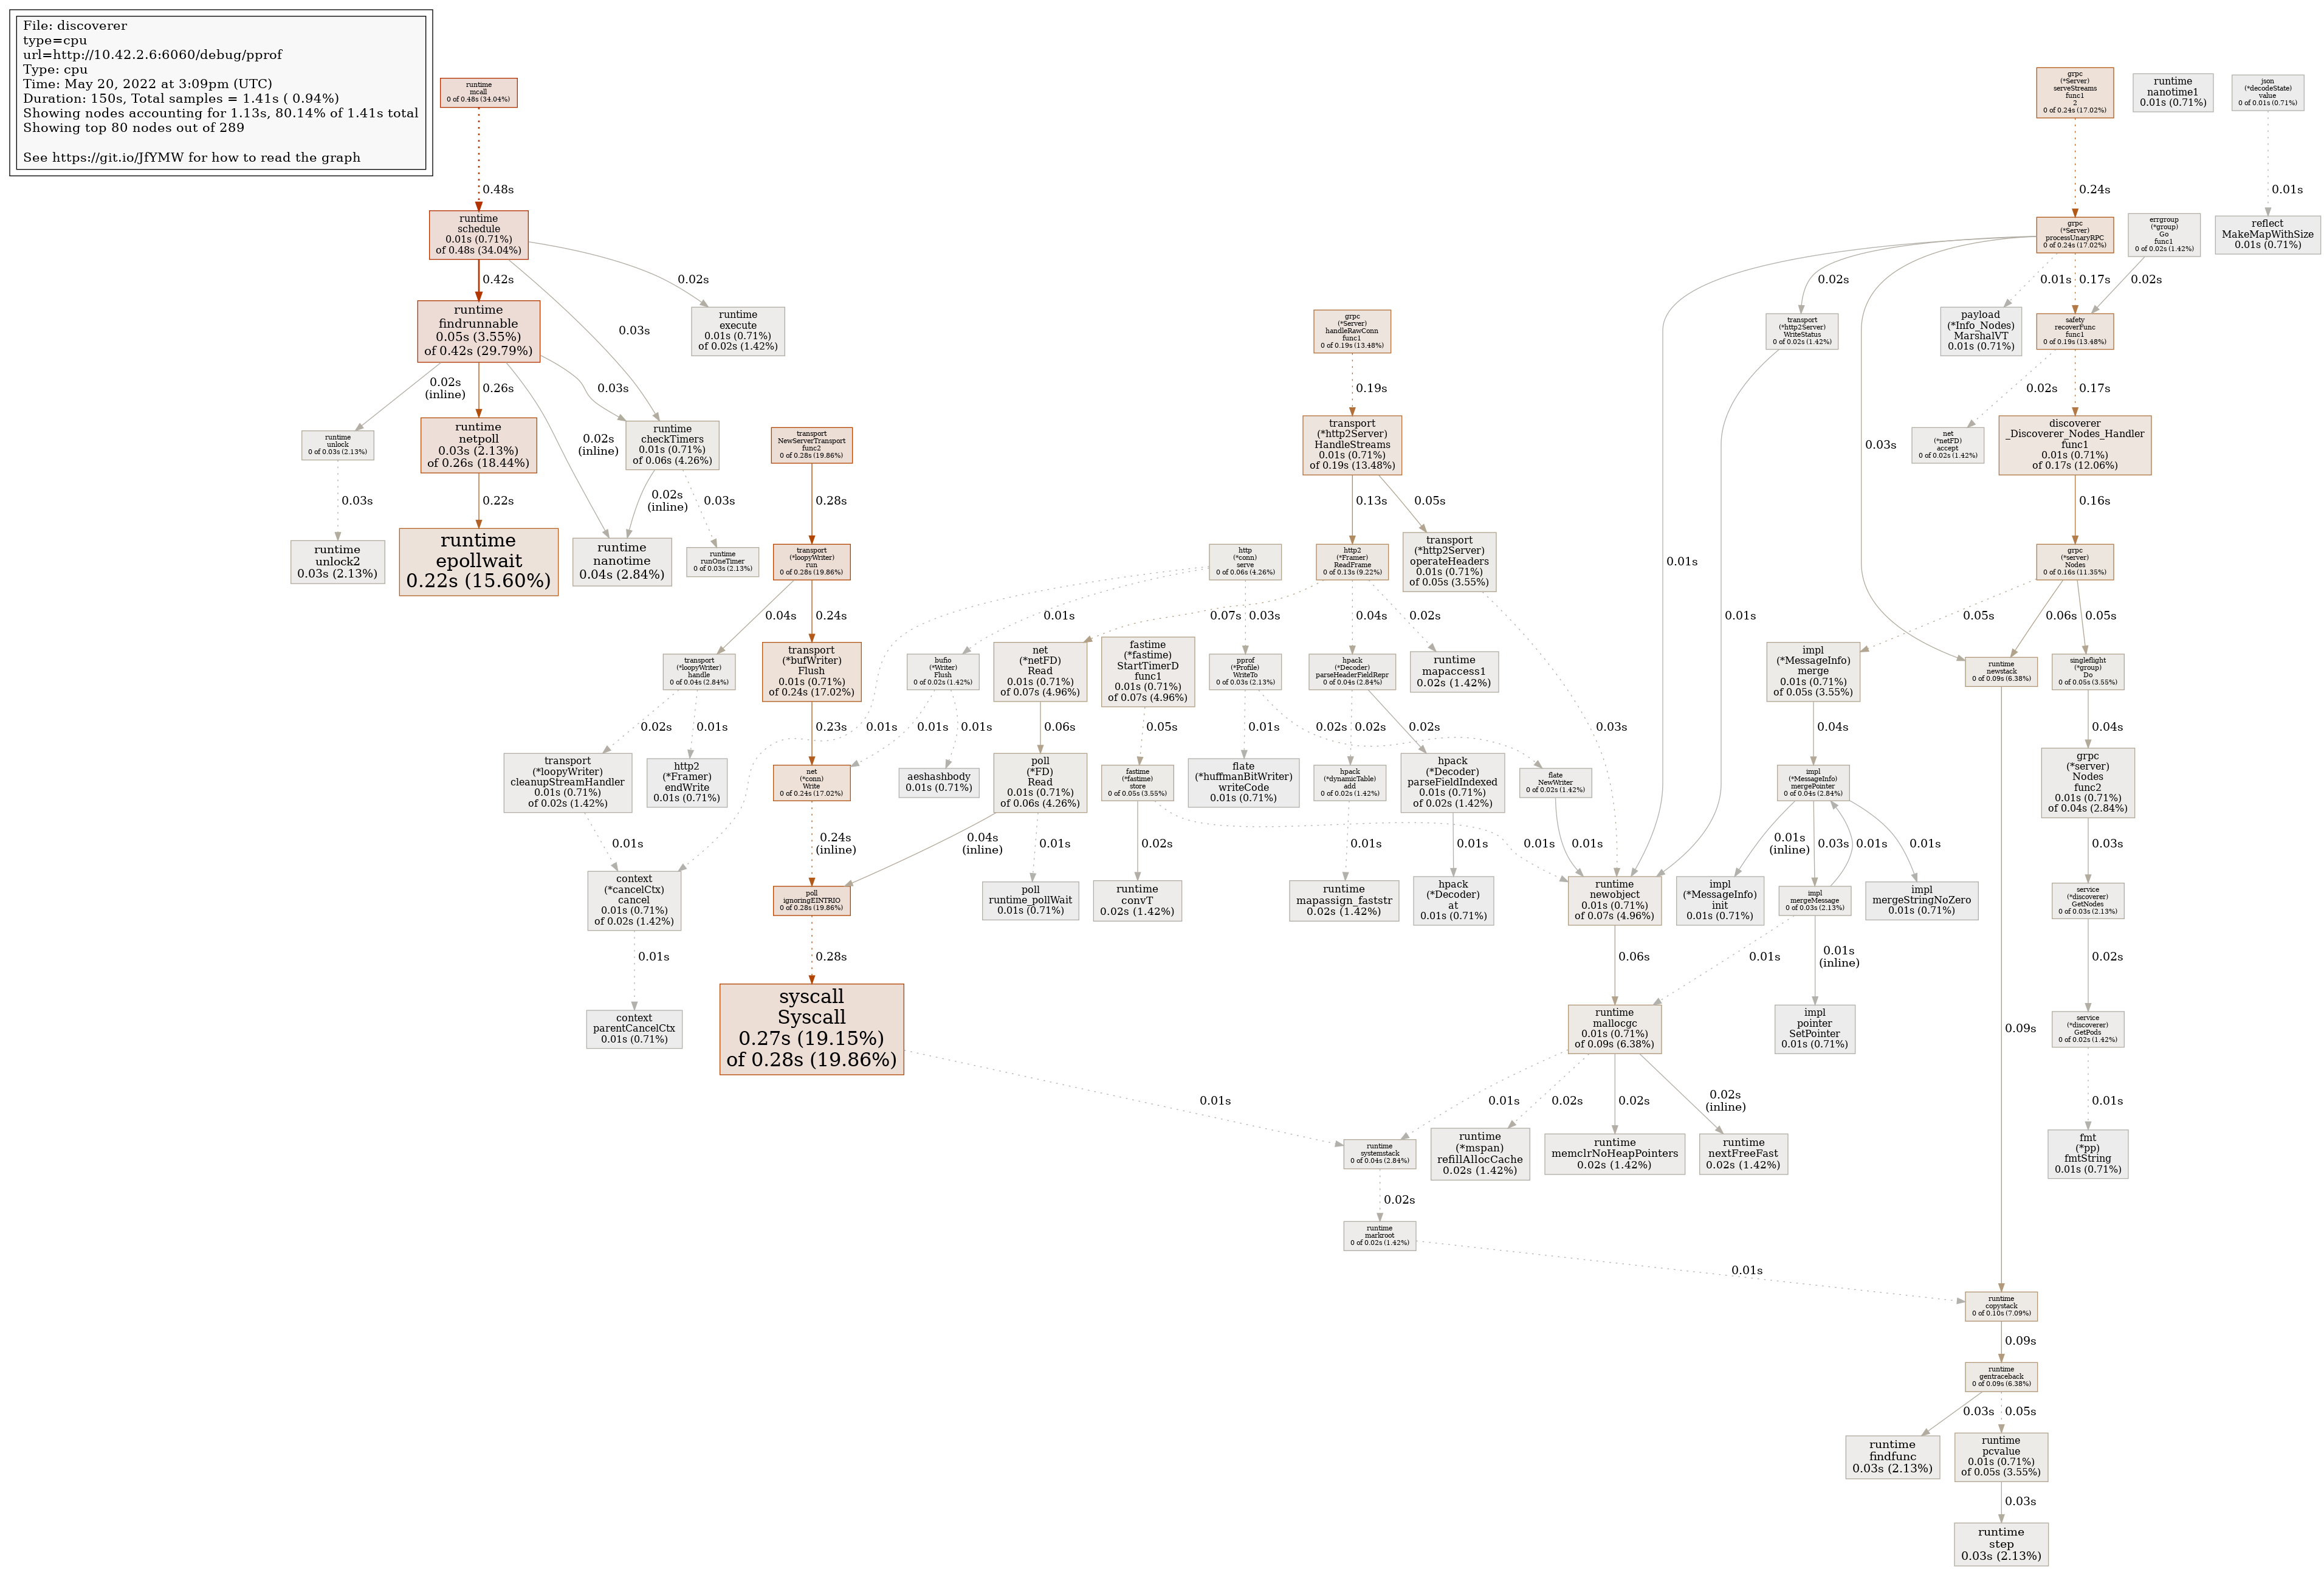 File: discoverer
type=cpu
url=http://10.42.2.6:6060/debug/pprof
Type: cpu
Time: May 20, 2022 at 3:09pm (UTC)
Duration: 150s, Total samples = 1.41s ( 0.94%)
Showing nodes accounting for 1.13s, 80.14% of 1.41s total
Showing top 80 nodes out of 289
See https://git.io/JfYMW for how to read the graph
runtime
mcall
0 of 0.48s (34.04%)
grpc
(*Server)
serveStreams
func1
2
0 of 0.24s (17.02%)
runtime
nanotime1
0.01s (0.71%)
json
(*decodeState)
value
0 of 0.01s (0.71%)
0.48s
0.24s
0.01s
runtime
schedule
0.01s (0.71%)
of 0.48s (34.04%)
grpc
(*Server)
processUnaryRPC
0 of 0.24s (17.02%)
errgroup
(*group)
Go
func1
0 of 0.02s (1.42%)
reflect
MakeMapWithSize
0.01s (0.71%)
0.42s
0.02s
0.03s
0.02s
0.01s
0.17s
0.02s
runtime
findrunnable
0.05s (3.55%)
of 0.42s (29.79%)
runtime
execute
0.01s (0.71%)
of 0.02s (1.42%)
grpc
(*Server)
handleRawConn
func1
0 of 0.19s (13.48%)
transport
(*http2Server)
WriteStatus
0 of 0.02s (1.42%)
payload
(*Info_Nodes)
MarshalVT
0.01s (0.71%)
safety
recoverFunc
func1
0 of 0.19s (13.48%)
0.02s
(inline)
0.26s
0.03s
0.02s
(inline)
0.19s
0.03s
0.02s
0.17s
runtime
unlock
0 of 0.03s (2.13%)
runtime
netpoll
0.03s (2.13%)
of 0.26s (18.44%)
runtime
checkTimers
0.01s (0.71%)
of 0.06s (4.26%)
transport
NewServerTransport
func2
0 of 0.28s (19.86%)
transport
(*http2Server)
HandleStreams
0.01s (0.71%)
of 0.19s (13.48%)
net
(*netFD)
accept
0 of 0.02s (1.42%)
discoverer
_Discoverer_Nodes_Handler
func1
0.01s (0.71%)
of 0.17s (12.06%)
0.03s
0.22s
0.02s
(inline)
0.03s
0.28s
0.13s
0.05s
0.01s
0.16s
runtime
unlock2
0.03s (2.13%)
runtime
epollwait
0.22s (15.60%)
runtime
nanotime
0.04s (2.84%)
runtime
runOneTimer
0 of 0.03s (2.13%)
transport
(*loopyWriter)
run
0 of 0.28s (19.86%)
http
(*conn)
serve
0 of 0.06s (4.26%)
http2
(*Framer)
ReadFrame
0 of 0.13s (9.22%)
transport
(*http2Server)
operateHeaders
0.01s (0.71%)
of 0.05s (3.55%)
grpc
(*server)
Nodes
0 of 0.16s (11.35%)
0.04s
0.24s
0.01s
0.07s
0.03s
0.04s
0.02s
0.01s
0.05s
0.06s
0.05s
transport
(*loopyWriter)
handle
0 of 0.04s (2.84%)
transport
(*bufWriter)
Flush
0.01s (0.71%)
of 0.24s (17.02%)
bufio
(*Writer)
Flush
0 of 0.02s (1.42%)
net
(*netFD)
Read
0.01s (0.71%)
of 0.07s (4.96%)
fastime
(*fastime)
StartTimerD
func1
0.01s (0.71%)
of 0.07s (4.96%)
pprof
(*Profile)
WriteTo
0 of 0.03s (2.13%)
hpack
(*Decoder)
parseHeaderFieldRepr
0 of 0.04s (2.84%)
runtime
mapaccess1
0.02s (1.42%)
impl
(*MessageInfo)
merge
0.01s (0.71%)
of 0.05s (3.55%)
runtime
newstack
0 of 0.09s (6.38%)
singleflight
(*group)
Do
0 of 0.05s (3.55%)
0.02s
0.01s
0.23s
0.01s
0.01s
0.01s
0.06s
0.05s
0.01s
0.02s
0.02s
0.02s
0.03s
0.04s
0.04s
transport
(*loopyWriter)
cleanupStreamHandler
0.01s (0.71%)
of 0.02s (1.42%)
http2
(*Framer)
endWrite
0.01s (0.71%)
net
(*conn)
Write
0 of 0.24s (17.02%)
aeshashbody
0.01s (0.71%)
poll
(*FD)
Read
0.01s (0.71%)
of 0.06s (4.26%)
fastime
(*fastime)
store
0 of 0.05s (3.55%)
flate
(*huffmanBitWriter)
writeCode
0.01s (0.71%)
hpack
(*dynamicTable)
add
0 of 0.02s (1.42%)
hpack
(*Decoder)
parseFieldIndexed
0.01s (0.71%)
of 0.02s (1.42%)
flate
NewWriter
0 of 0.02s (1.42%)
impl
(*MessageInfo)
mergePointer
0 of 0.04s (2.84%)
grpc
(*server)
Nodes
func2
0.01s (0.71%)
of 0.04s (2.84%)
0.01s
0.24s
(inline)
0.04s
(inline)
0.01s
0.02s
0.01s
0.01s
0.01s
0.01s
0.01s
(inline)
0.03s
0.01s
0.01s
0.03s
context
(*cancelCtx)
cancel
0.01s (0.71%)
of 0.02s (1.42%)
poll
ignoringEINTRIO
0 of 0.28s (19.86%)
poll
runtime_pollWait
0.01s (0.71%)
runtime
convT
0.02s (1.42%)
runtime
mapassign_faststr
0.02s (1.42%)
hpack
(*Decoder)
at
0.01s (0.71%)
runtime
newobject
0.01s (0.71%)
of 0.07s (4.96%)
impl
(*MessageInfo)
init
0.01s (0.71%)
impl
mergeMessage
0 of 0.03s (2.13%)
impl
mergeStringNoZero
0.01s (0.71%)
service
(*discoverer)
GetNodes
0 of 0.03s (2.13%)
0.01s
0.28s
0.06s
0.01s
0.01s
(inline)
0.02s
context
parentCancelCtx
0.01s (0.71%)
syscall
Syscall
0.27s (19.15%)
of 0.28s (19.86%)
runtime
mallocgc
0.01s (0.71%)
of 0.09s (6.38%)
impl
pointer
SetPointer
0.01s (0.71%)
0.09s
service
(*discoverer)
GetPods
0 of 0.02s (1.42%)
0.01s
0.01s
0.02s
0.02s
0.02s
(inline)
0.01s
runtime
systemstack
0 of 0.04s (2.84%)
runtime
(*mspan)
refillAllocCache
0.02s (1.42%)
runtime
memclrNoHeapPointers
0.02s (1.42%)
runtime
nextFreeFast
0.02s (1.42%)
fmt
(*pp)
fmtString
0.01s (0.71%)
0.02s
runtime
markroot
0 of 0.02s (1.42%)
0.01s
runtime
copystack
0 of 0.10s (7.09%)
0.09s
runtime
gentraceback
0 of 0.09s (6.38%)
0.03s
0.05s
runtime
findfunc
0.03s (2.13%)
runtime
pcvalue
0.01s (0.71%)
of 0.05s (3.55%)
0.03s
runtime
step
0.03s (2.13%)